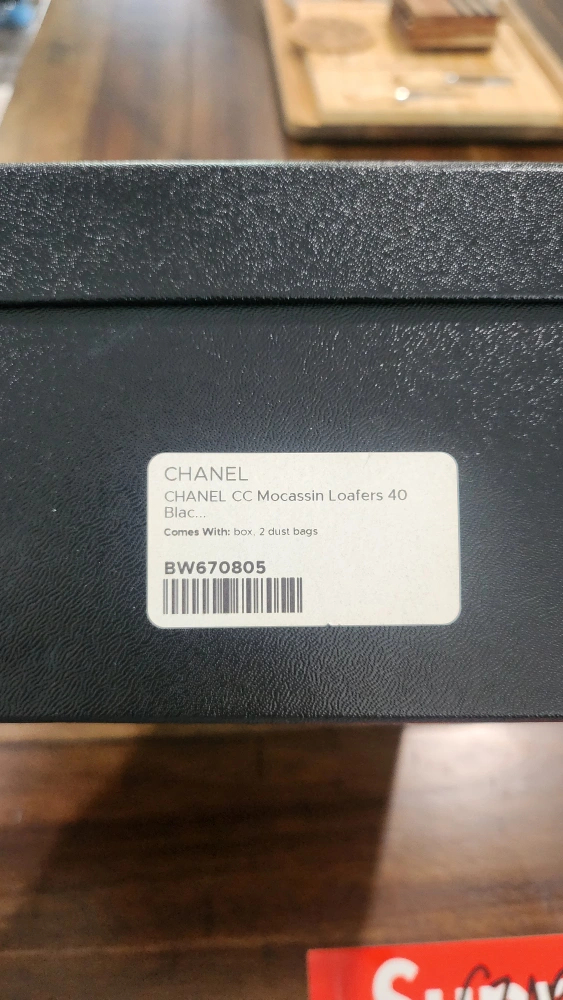 CHANEL
CHANEL CC Mocassin Loafers 40
Blac...
Comes With: box, 2 dust bags
BW670805